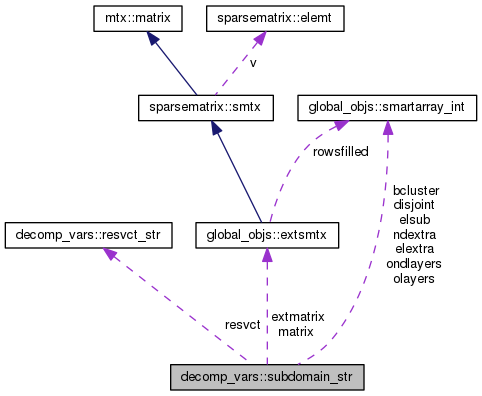 mtx::matrix
sparsematrix::elemt
v
sparsematrix::smtx
global_objs::smartarray_int
rowsfilled
bcluster
disjoint
elsub
ndextra
elextra
ondlayers
olayers
decomp_vars::resvct_str
global_objs::extsmtx
resvct
extmatrix
matrix
decomp_vars::subdomain_str